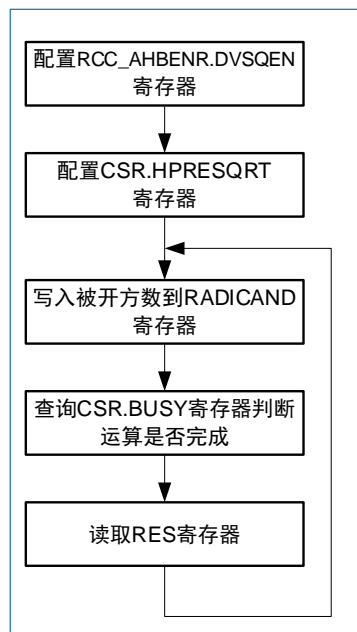 配置RCC_AHBENR.DVSQEN
寄存器
配置CSR.HPRESQRT
寄存器
写入被开方数到RADICAND
寄存器
查询CSR.BUSY寄存器判断
运算是否完成
读取RES寄存器